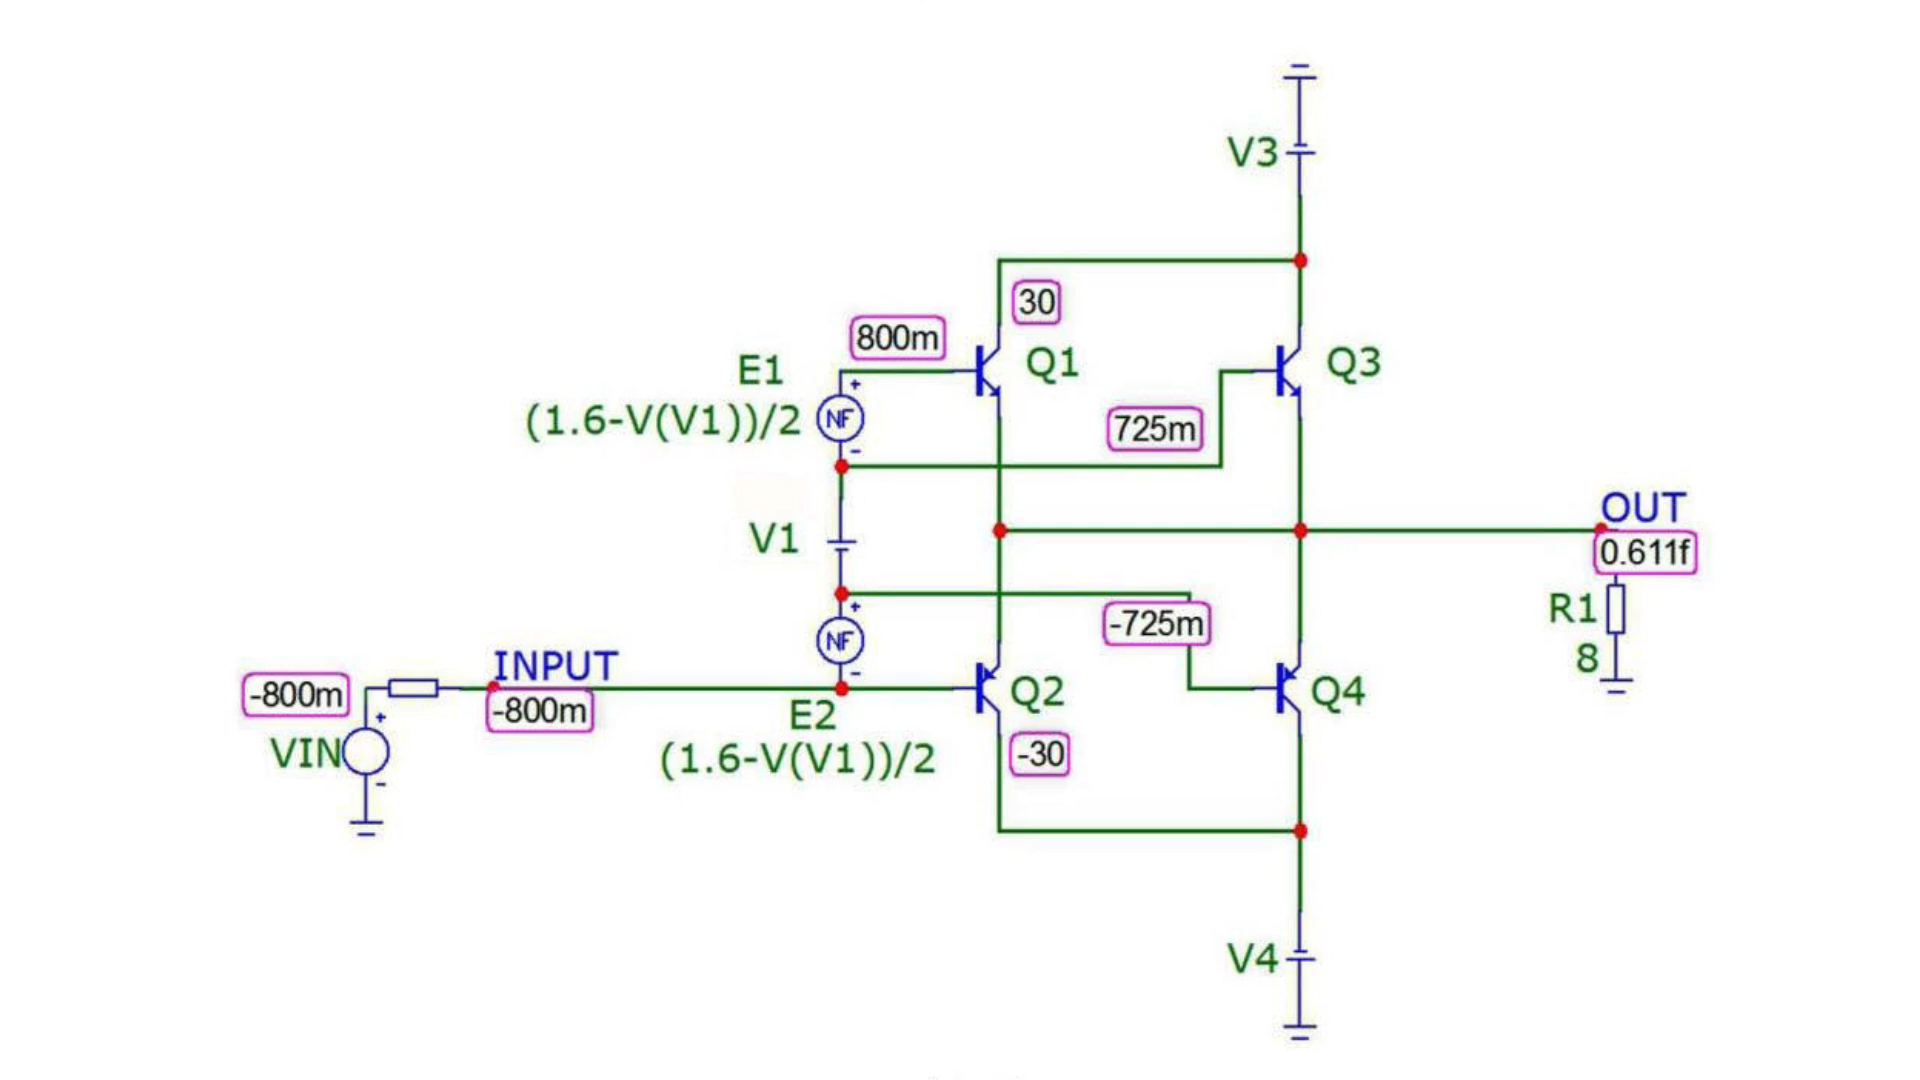 V3
30
800m
Q1
Q3
E1
(1.6-V(V1))/2
NF
+
-
725m
OUT
0.611f
V1
R1
8
+
NF
-
-725m
INPUT
-800m
-800m
E2
(1.6-V(V1))/2
Q2
Q4
+
VIN
-
-30
V4